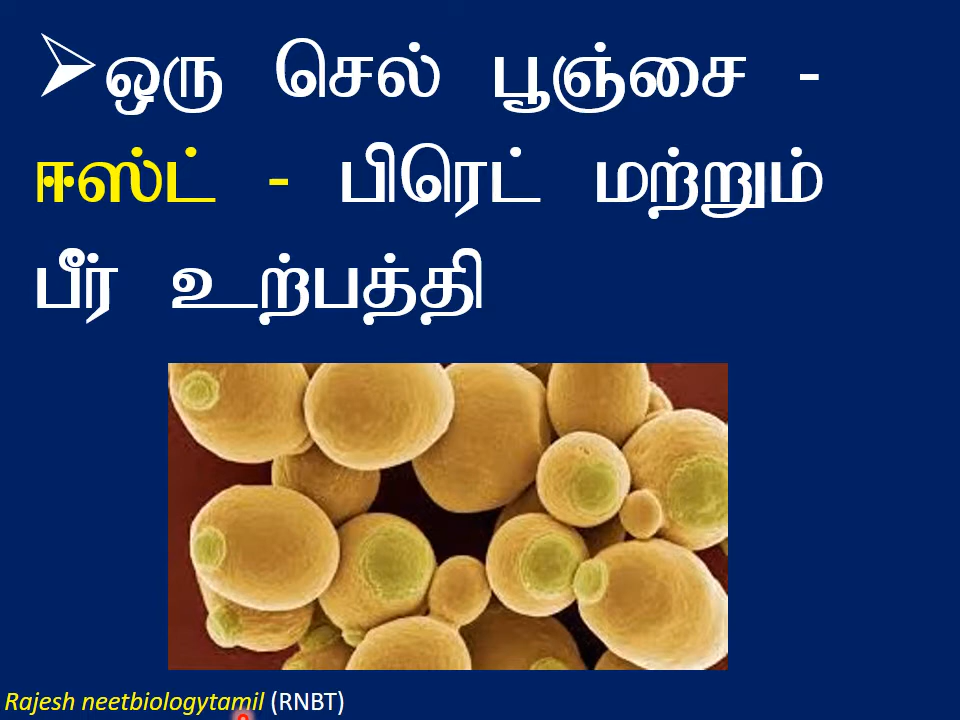 ➢ஒரு செல் பூஞ்சை -
ஈஸ்ட் - பிரெட் மற்றும்
பீர் உற்பத்தி
Rajesh neetbiologytamil (RNBT)